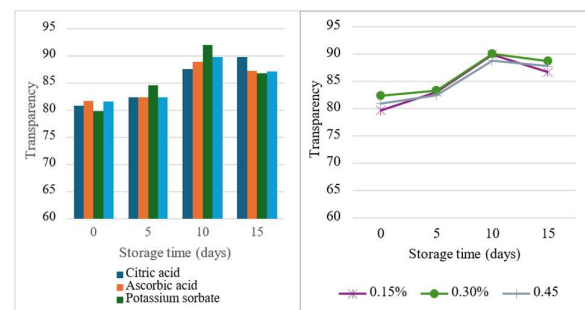 95
90
85
80
75
70
65
60
Transparency
0 5 10 15
Storage time (days)
Citric acid
Ascorbic acid
Potassium sorbate
95
90
85
80
75
70
65
60
Transparency
0 5 10 15
Storage time (days)
0.15% 0.30% 0.45